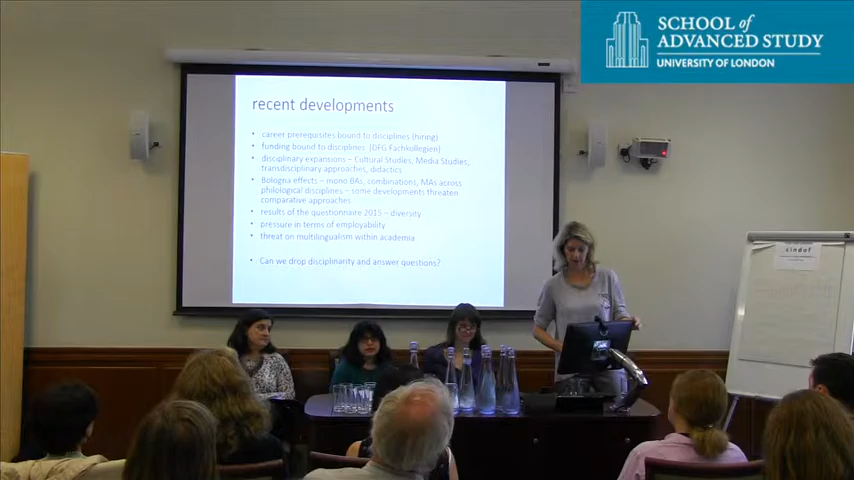 SCHOOL of
ADVANCED STUDY
UNIVERSITY OF LONDON
recent developments
• career prerequisites bound to disciplines (hiring)
• funding bound to disciplines (DFG Fachkollegien)
• disciplinary expansions – Cultural Studies, Media Studies,
transdisciplinary approaches, didactics
• Bologna effects – mono BAs, combinations, MAs across
philological disciplines – some developments threaten
comparative approaches
• results of the questionnaire 2015 – diversity
• pressure in terms of employability
• threat on multilingualism within academia
• Can we drop disciplinarity and answer questions?